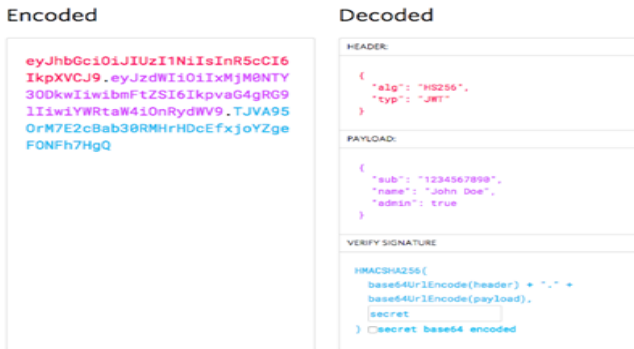 Encoded
eyJhbGciOiJIUzI1NiIsInR5cCI6
IkpXVCJ9.eyJzdWIiOiIxMjM0NTY
3ODkwIiwibmFtZSI6IkpvaG4gRG9
lIiwiYWRtaW4iOnRydWV9.TJVA95
OrM7E2cBab30RMHrHDcEfxjoYZge
FONFh7HgQ
Decoded
HEADER:
{
"alg": "HS256",
"typ": "JWT"
}
PAYLOAD:
{
"sub": "1234567890",
"name": "John Doe",
"admin": true
}
VERIFY SIGNATURE
HMACSHA256(
base64UrlEncode(header) + "." +
base64UrlEncode(payload),
secret
) secret base64 encoded